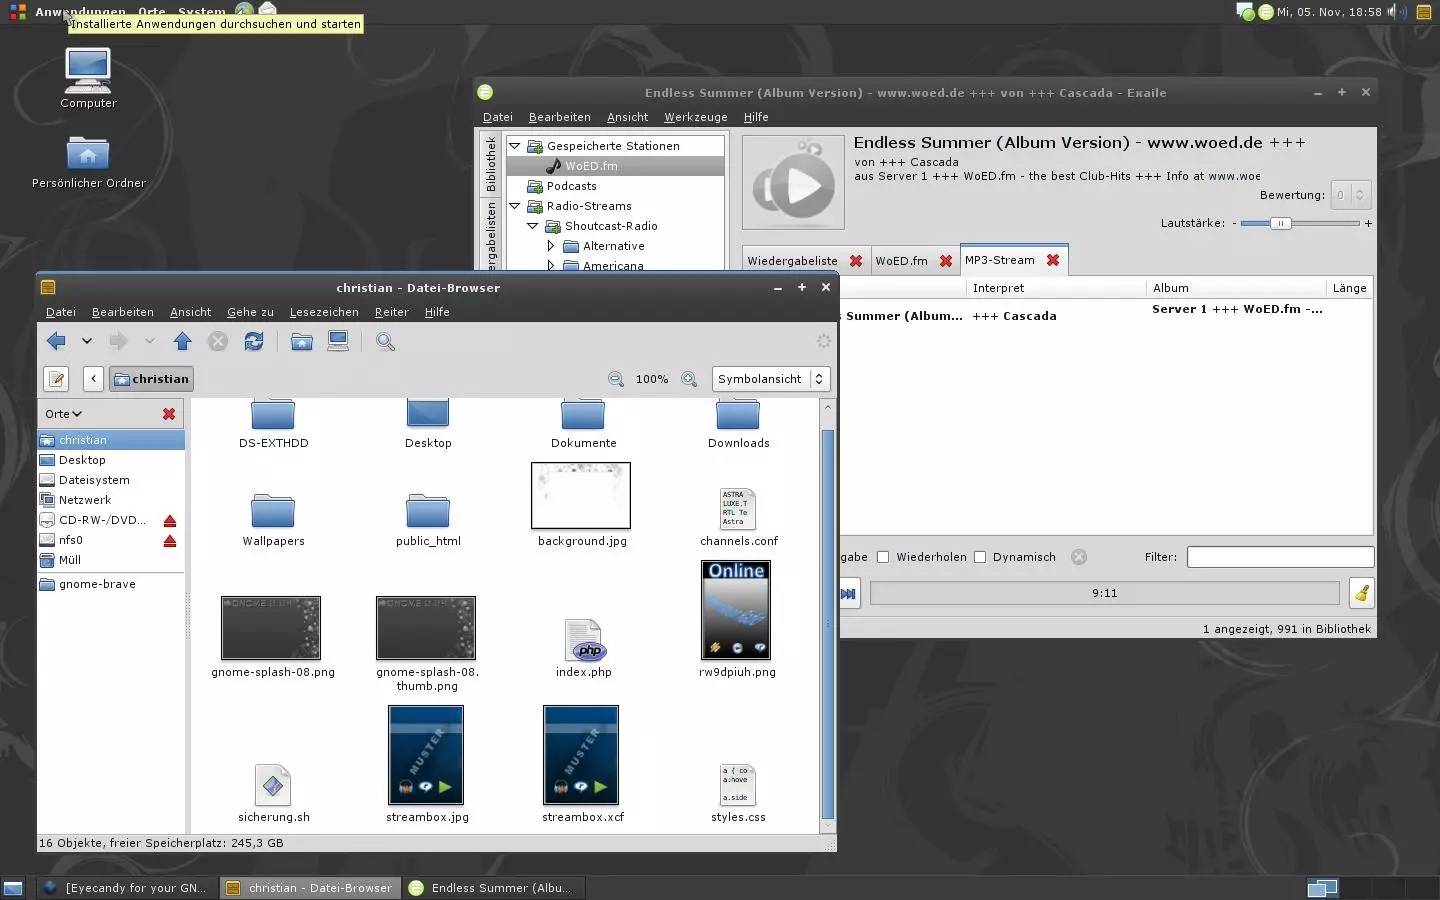 Anwendungen Orte System
Mi, 05. Nov, 18:58
Installierte Anwendungen durchsuchen und starten
Computer
Persönlicher Ordner
Endless Summer (Album Version) - www.woed.de +++ von +++ Cascada - Exaile
Datei Bearbeiten Ansicht Werkzeuge Hilfe
Bibliothek
Gespeicherte Stationen
WoED.fm
Podcasts
Radio-Streams
Shoutcast-Radio
Alternative
Americana
Endless Summer (Album Version) - www.woed.de +++
von +++ Cascada
aus Server 1 +++ WoED.fm - the best Club-Hits +++ Info at www.woe
Bewertung: 0
Lautstärke: - +
Wiedergabeliste WoED.fm MP3-Stream
Interpret Album Länge
s Summer (Album... +++ Cascada Server 1 +++ WoED.fm -...
gabe Wiederholen Dynamisch Filter:
9:11
1 angezeigt, 991 in Bibliothek
christian - Datei-Browser
Datei Bearbeiten Ansicht Gehe zu Lesezeichen Reiter Hilfe
christian 100% Symbolansicht
Orte
christian
Desktop
Dateisystem
Netzwerk
CD-RW-/DVD...
nfs0
Müll
gnome-brave
DS-EXTHDD Desktop Dokumente Downloads
ASTRA
LUXE.T
RTL Te
Astra
Wallpapers public_html background.jpg channels.conf
Online
php
gnome-splash-08.png gnome-splash-08.
thumb.png index.php rw9dpiuh.png
MUSTER MUSTER
a { co
a:hove
a.side
sicherung.sh streambox.jpg streambox.xcf styles.css
16 Objekte, freier Speicherplatz: 245,3 GB
[Eyecandy for your GN... christian - Datei-Browser Endless Summer (Albu...